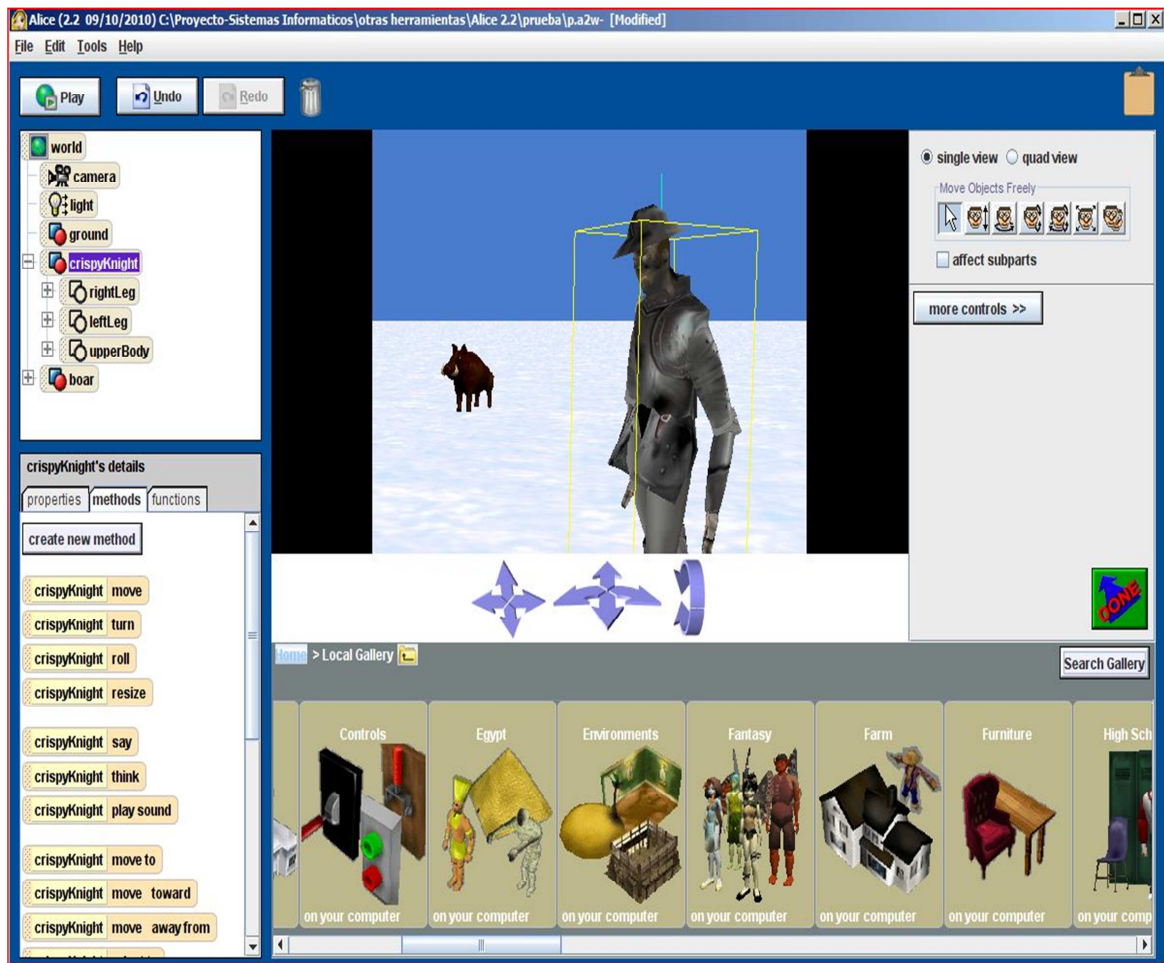 Alice (2.2 09/10/2010) C:\Proyecto-Sistemas Informaticos\otras herramientas\Alice 2.2\prueba\p.a2w- [Modified]
File Edit Tools Help
Play Undo Redo
world
camera
light
ground
crispyKnight
rightLeg
leftLeg
upperBody
boar
single view quad view
Move Objects Freely
affect subparts
more controls >>
DONE
crispyKnight's details
properties methods functions
create new method
crispyKnight move
crispyKnight turn
crispyKnight roll
crispyKnight resize
crispyKnight say
crispyKnight think
crispyKnight play sound
crispyKnight move to
crispyKnight move toward
crispyKnight move away from
Home > Local Gallery
Search Gallery
Controls Egypt Environments Fantasy Farm Furniture High Sch
on your computer on your computer on your computer on your computer on your computer on your computer on your comp